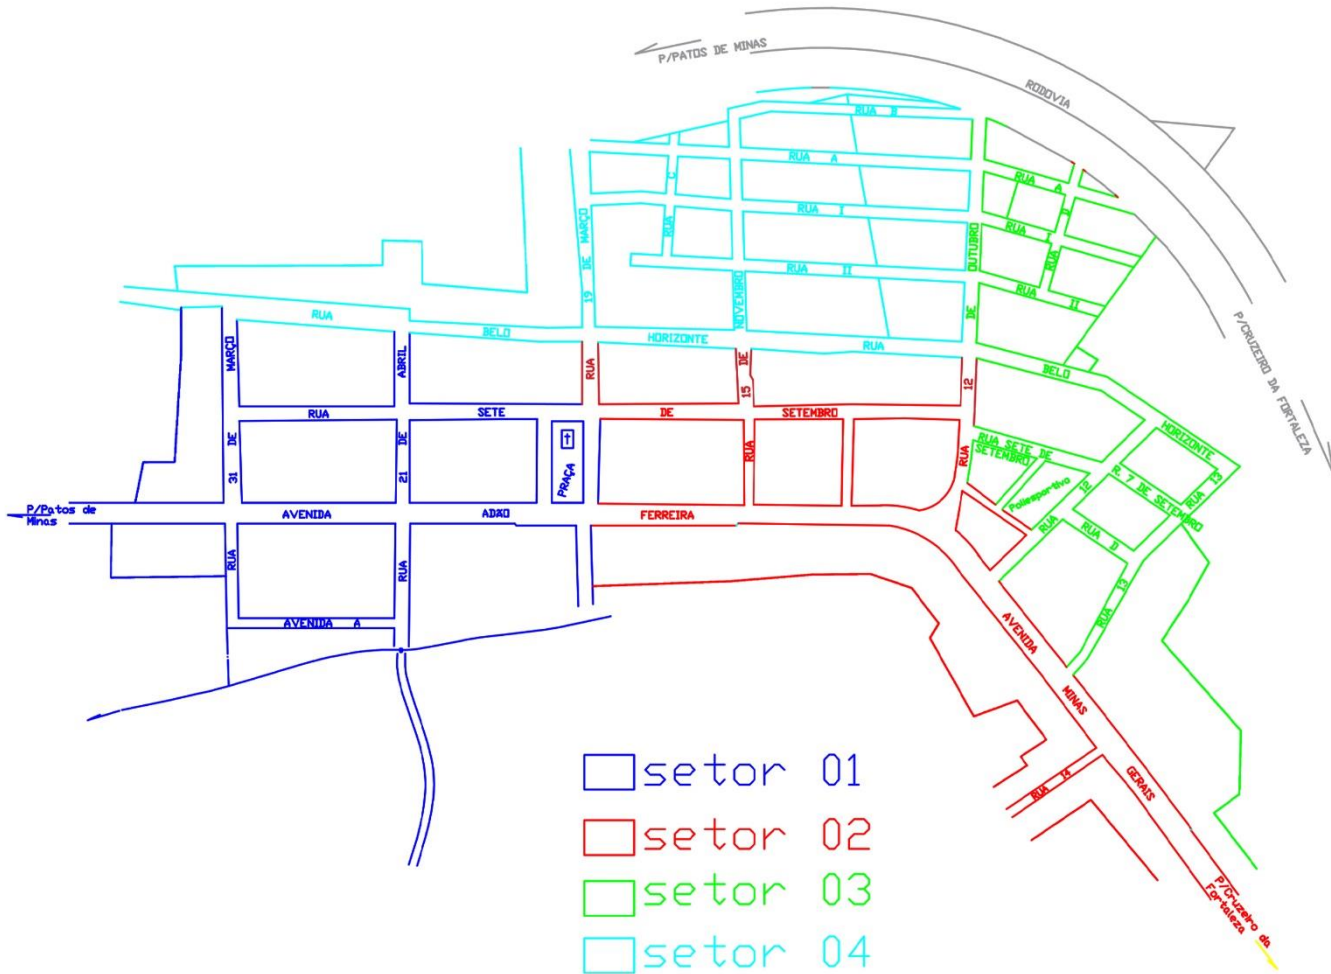 P/PATOS DE MINAS
RODOVIA
P/CRUZEIRO DA FORTALEZA
RUA B
RUA A
RUA I
RUA II
RUA C
19 DE MARÇO
NOVEMBRO
OUTUBRO
DE
RUA A
RUA I
RUA II
RUA D
RUA
BELO
HORIZONTE
RUA
BELO
HORIZONTE
MARÇO
ABRIL
RUA
15 DE
12
RUA
SETE
DE
SETEMBRO
31 DE
21 DE
PRAÇA
RUA
RUA
RUA SETE DE
SETEMBRO
Poliesportivo
R. 7 DE SETEMBRO
RUA 12
RUA 13
RUA D
RUA 13
P/Patos de
Minas
AVENIDA
ADÃO
FERREIRA
RUA
RUA
AVENIDA A
AVENIDA
MINAS
GERAIS
RUA 14
P/Cruzeiro da
Fortaleza
setor 01
setor 02
setor 03
setor 04